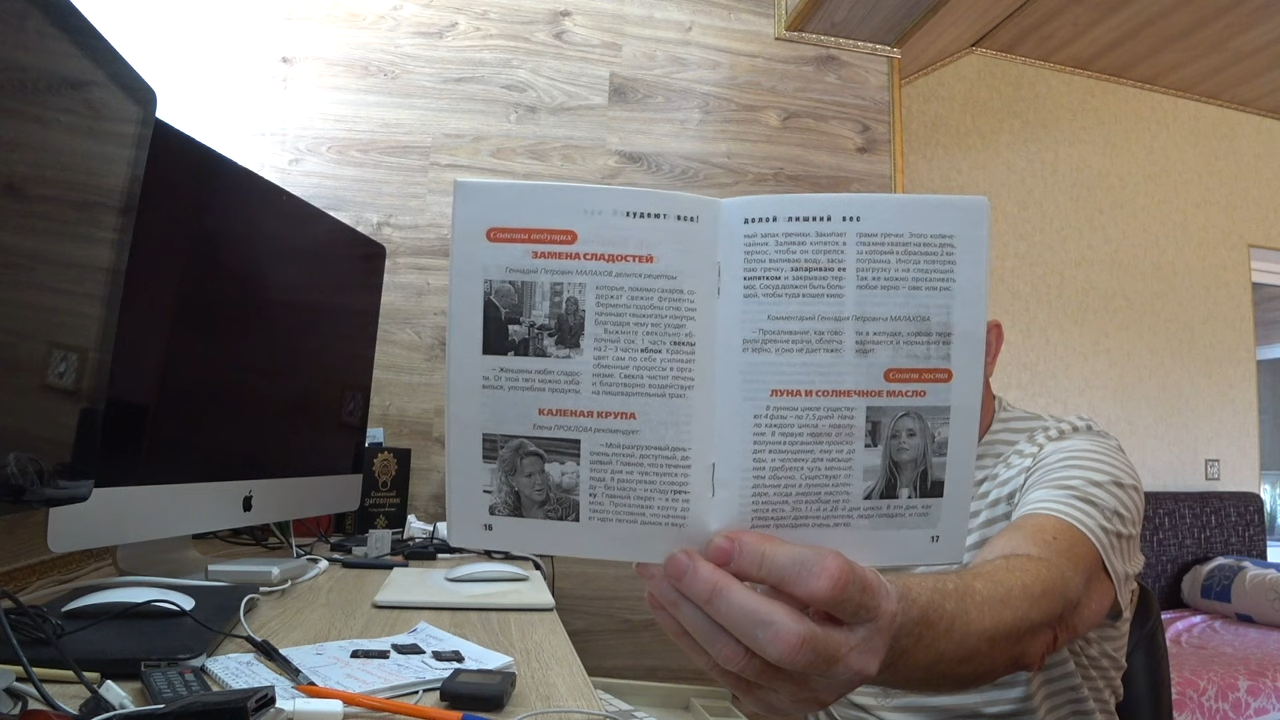 худеют все!
Советы ведущих
ЗАМЕНА СЛАДОСТЕЙ
Геннадий Петрович МАЛАХОВ делится рецептом
– Женщины любят сладос-
ти. От этой тяги можно изба-
виться, употребляя продукты,
которые, помимо сахаров, со-
держат свежие ферменты.
Ферменты подобны огню: они
начинают «выжигать» изнутри,
благодаря чему вес уходит.
Выжмите свекольно-яб-
лочный сок. 1 часть свеклы
на 2–3 части яблок. Красный
цвет сам по себе усиливает
обменные процессы в орга-
низме. Свекла чистит печень
и благотворно воздействует
на пищеварительный тракт.
КАЛЕНАЯ КРУПА
Елена ПРОКЛОВА рекомендует:
– Мой разгрузочный день –
очень легкий, доступный, де-
шевый. Главное, что в течение
этого дня не чувствуется го-
лода. Я разогреваю сковоро-
ду – без масла – и кладу греч-
ку. Главный секрет – я ее не
мою. Прокаливаю крупу до
такого состояния, что начина-
ет идти легкий дымок и вкус-
16
долой лишний вес
ный запах гречихи. Закипает
чайник. Заливаю кипяток в
термос, чтобы он согрелся.
Потом выливаю воду, засы-
паю гречку, запариваю ее
кипятком и закрываю тер-
мос. Сосуд должен быть боль-
шой, чтобы туда вошел кило-
грамм гречки. Этого количе-
ства мне хватает на весь день,
за который я сбрасываю 2 ки-
лограмма. Иногда повторяю
разгрузку и на следующий.
Так же можно прокаливать
любое зерно – овес или рис.
Комментарий Геннадия Петровича МАЛАХОВА:
– Прокаливание, как гово-
рили древние врачи, облегча-
ет зерно, и оно не дает тяжес-
ти в желудке, хорошо пере-
варивается и нормально вы-
ходит.
Совет гостя
ЛУНА И СОЛНЕЧНОЕ МАСЛО
В лунном цикле существу-
ют 4 фазы – по 7,5 дней. Нача-
ло каждого цикла – новолу-
ние. В первую неделю от но-
волуния в организме происхо-
дит возмущение, ему не до
еды, и человеку для насыще-
ния требуется чуть меньше,
чем обычно. Существуют от-
дельные дни в лунном кален-
даре, когда энергия настоль-
ко мощная, что вообще не хо-
чется есть. Это 11-й и 26-й дни цикла. В эти дни, как
утверждают древние целители, люди голодали, и голо-
дание проходило очень легко.
17